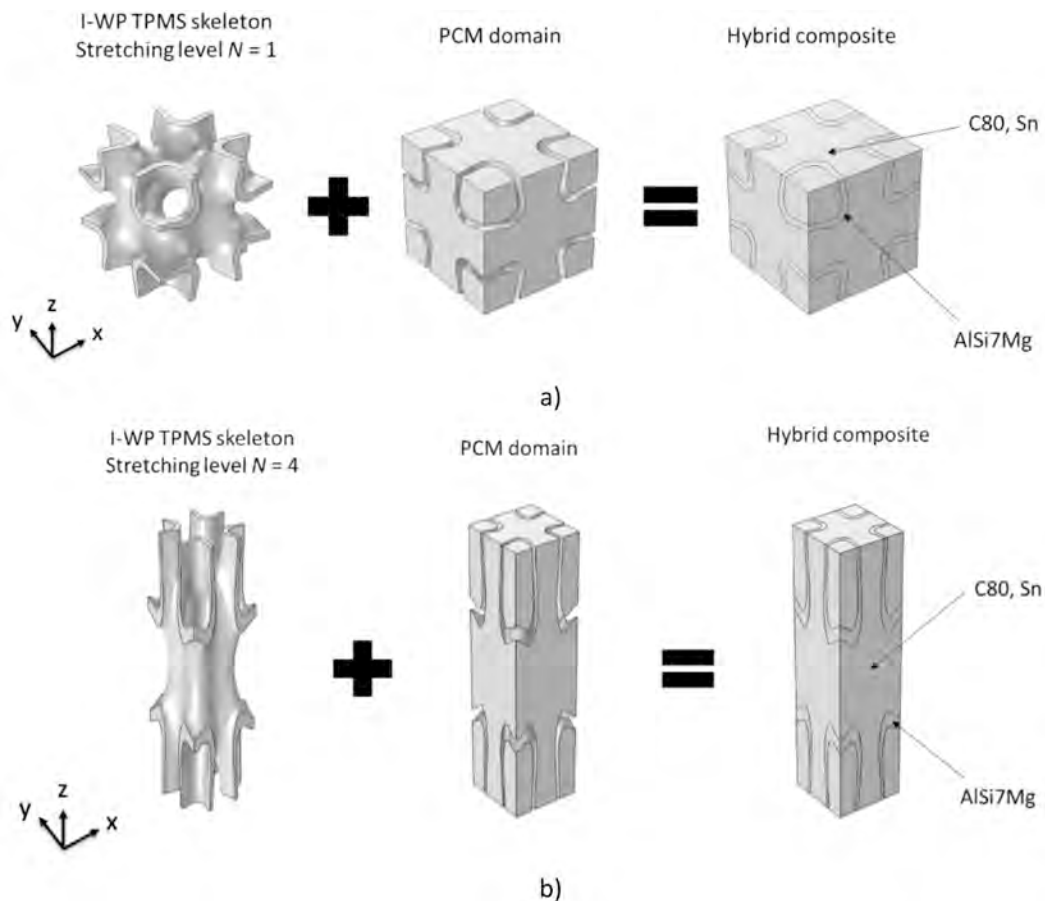 I-WP TPMS skeleton
Stretching level N = 1
PCM domain
Hybrid composite
C80, Sn
AlSi7Mg
z
y
x
a)
I-WP TPMS skeleton
Stretching level N = 4
PCM domain
Hybrid composite
C80, Sn
AlSi7Mg
z
y
x
b)